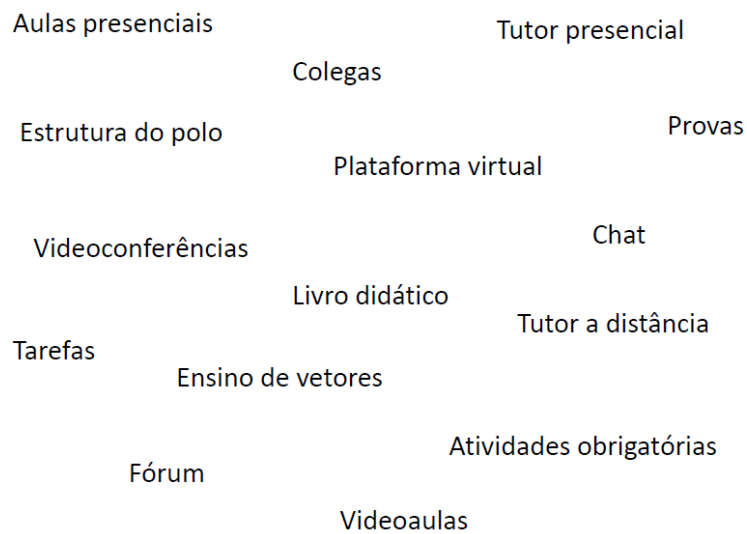 Aulas presenciais
Tutor presencial
Colegas
Estrutura do polo
Provas
Plataforma virtual
Videoconferências
Chat
Livro didático
Tutor a distância
Tarefas
Ensino de vetores
Atividades obrigatórias
Fórum
Videoaulas